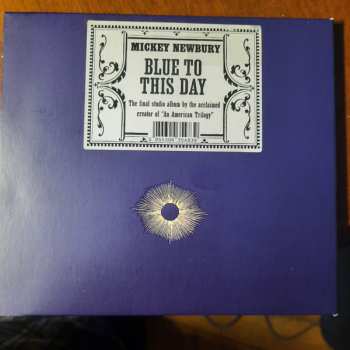 MICKEY NEWBURY
BLUE TO
THIS DAY
The final studio album by the acclaimed
creator of "An American Trilogy"